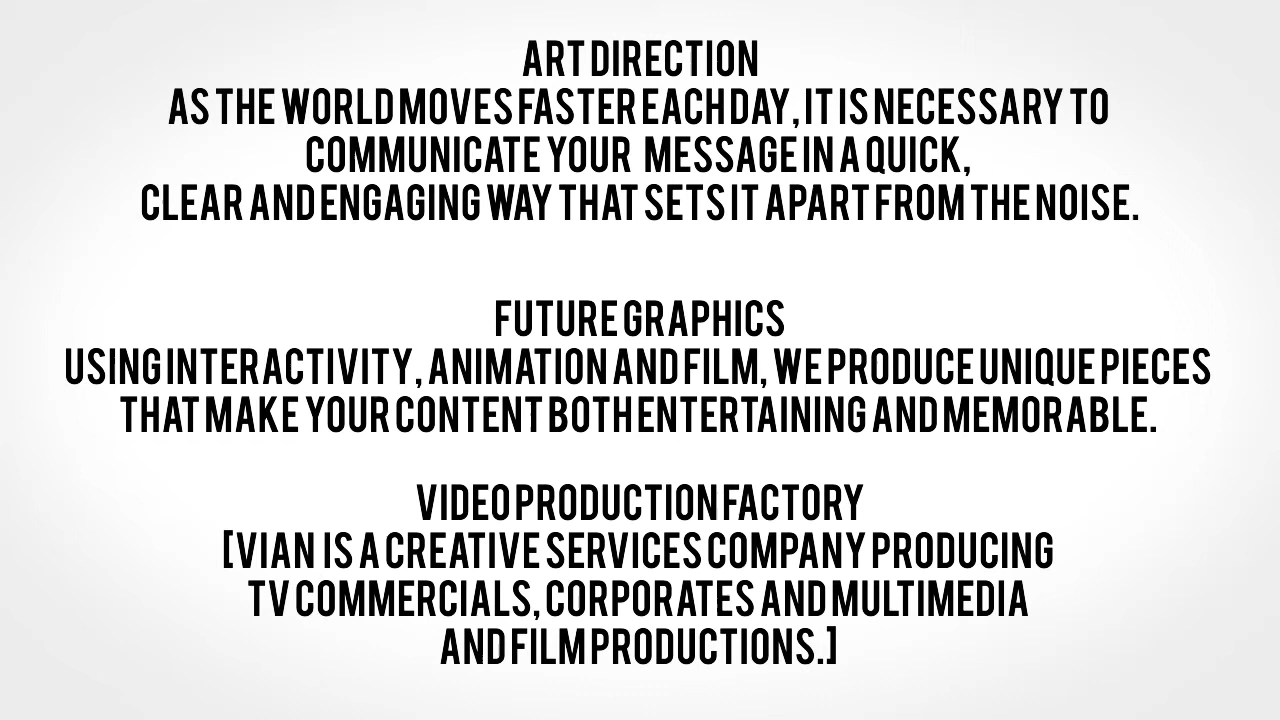 ART DIRECTION
AS THE WORLD MOVES FASTER EACH DAY, IT IS NECESSARY TO
COMMUNICATE YOUR MESSAGE IN A QUICK,
CLEAR AND ENGAGING WAY THAT SETS IT APART FROM THE NOISE.
FUTURE GRAPHICS
USING INTERACTIVITY, ANIMATION AND FILM, WE PRODUCE UNIQUE PIECES
THAT MAKE YOUR CONTENT BOTH ENTERTAINING AND MEMORABLE.
VIDEO PRODUCTION FACTORY
[VIAN IS A CREATIVE SERVICES COMPANY PRODUCING
TV COMMERCIALS, CORPORATES AND MULTIMEDIA
AND FILM PRODUCTIONS.]